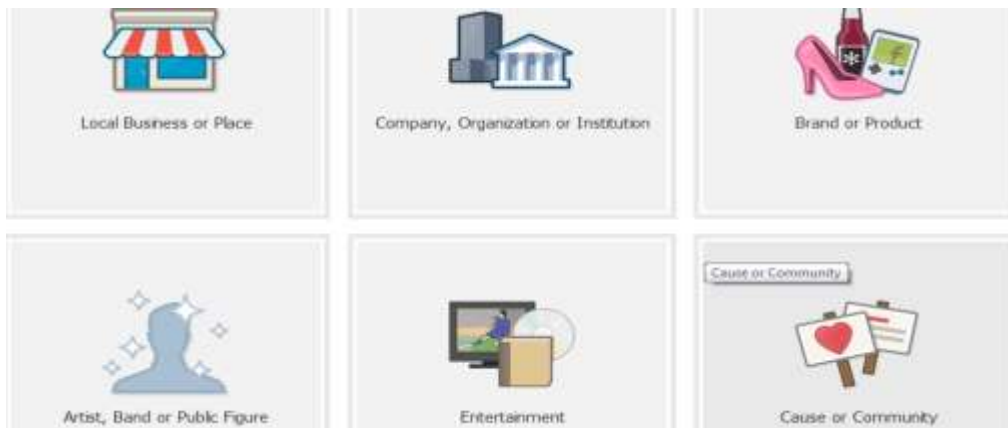 Local Business or Place
Company, Organization or Institution
Brand or Product
Cause or Community
Artist, Band or Public Figure
Entertainment
Cause or Community